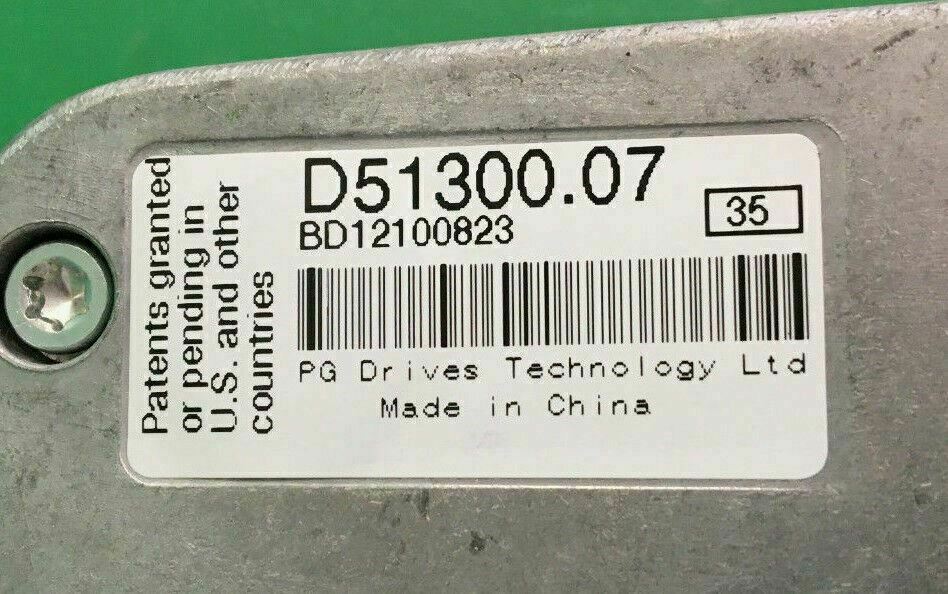 Patents granted
or pending in
U.S. and other
countries
D51300.07
BD12100823
35
PG Drives Technology Ltd
Made in China